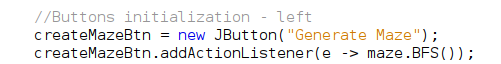 //Buttons initialization - left
createMazeBtn = new JButton("Generate Maze");
createMazeBtn.addActionListener(e -> maze.BFS());